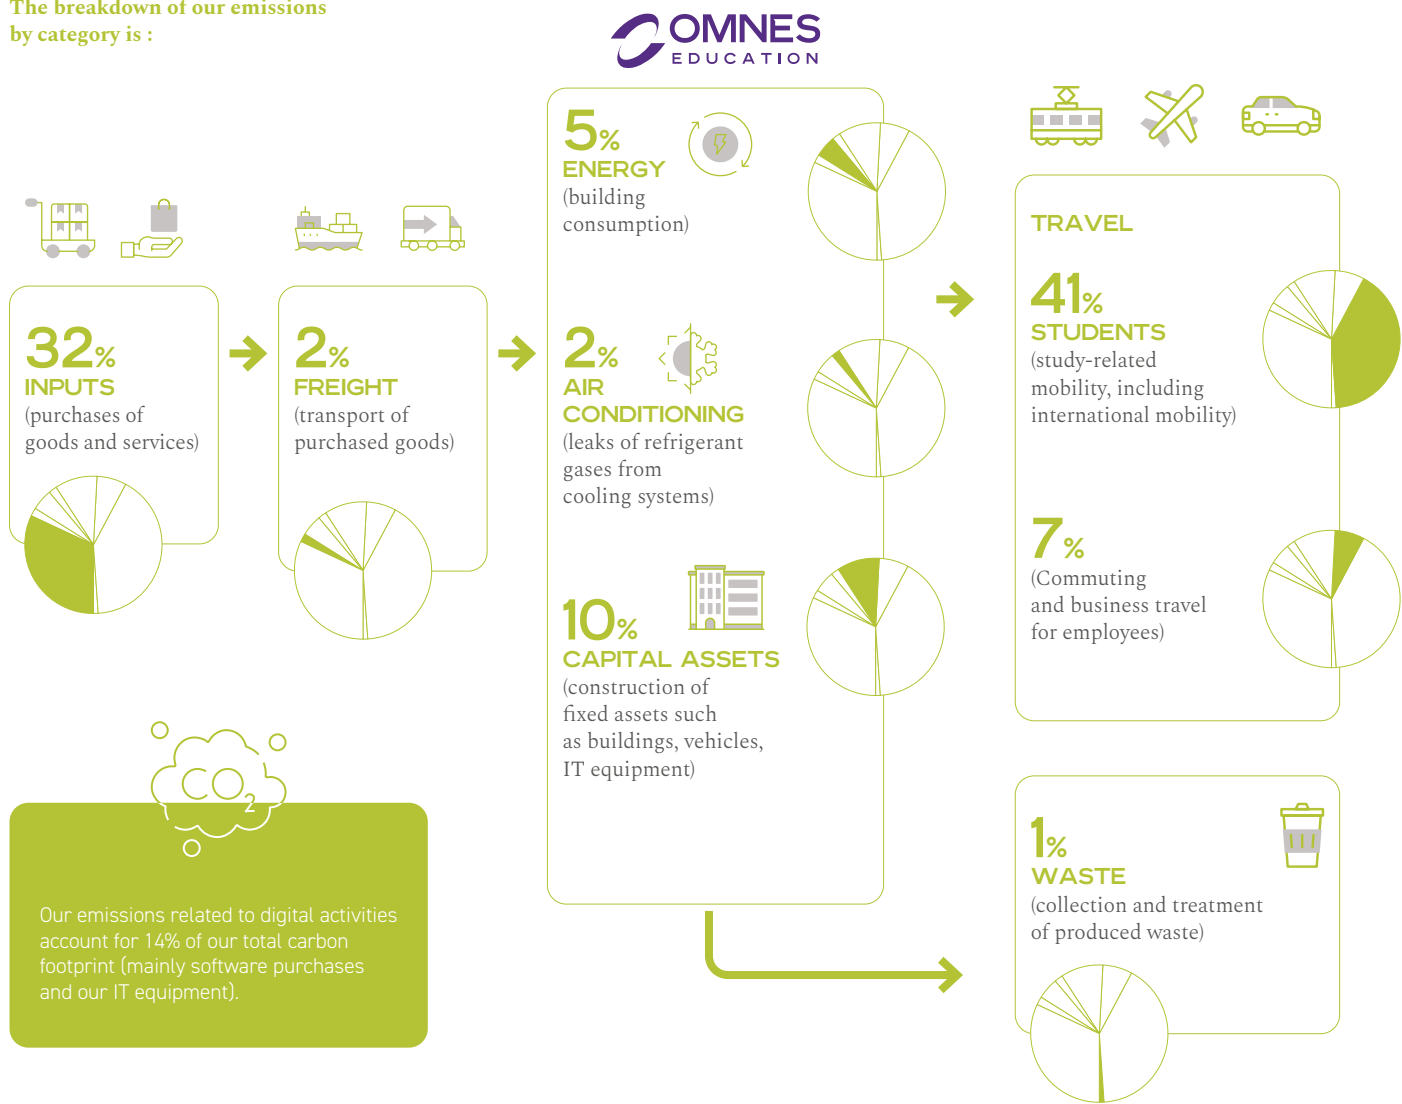 The breakdown of our emissions
by category is :
OMNES
EDUCATION
32%
INPUTS
(purchases of
goods and services)
2%
FREIGHT
(transport of
purchased goods)
5%
ENERGY
(building
consumption)
2%
AIR
CONDITIONING
(leaks of refrigerant
gases from
cooling systems)
10%
CAPITAL ASSETS
(construction of
fixed assets such
as buildings, vehicles,
IT equipment)
TRAVEL
41%
STUDENTS
(study-related
mobility, including
international mobility)
7%
(Commuting
and business travel
for employees)
1%
WASTE
(collection and treatment
of produced waste)
CO2
Our emissions related to digital activities
account for 14% of our total carbon
footprint (mainly software purchases
and our IT equipment).